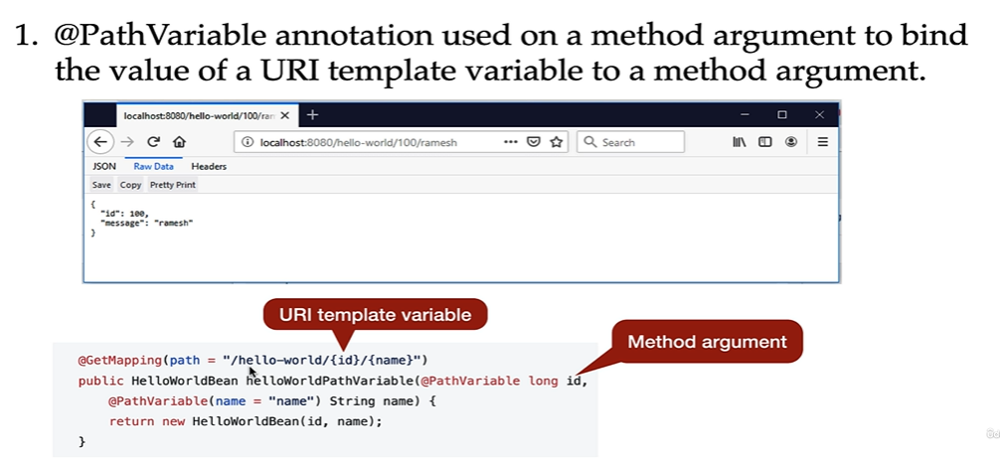 1. @PathVariable annotation used on a method argument to bind
the value of a URI template variable to a method argument.
localhost:8080/hello-world/100/ram
localhost:8080/hello-world/100/ramesh
Search
JSON Raw Data Headers
Save Copy Pretty Print
{
"id": 100,
"message": "ramesh"
}
URI template variable
Method argument
@GetMapping(path = "/hello-world/{id}/{name}")
public HelloWorldBean helloWorldPathVariable(@PathVariable long id,
@PathVariable(name = "name") String name) {
return new HelloWorldBean(id, name);
}